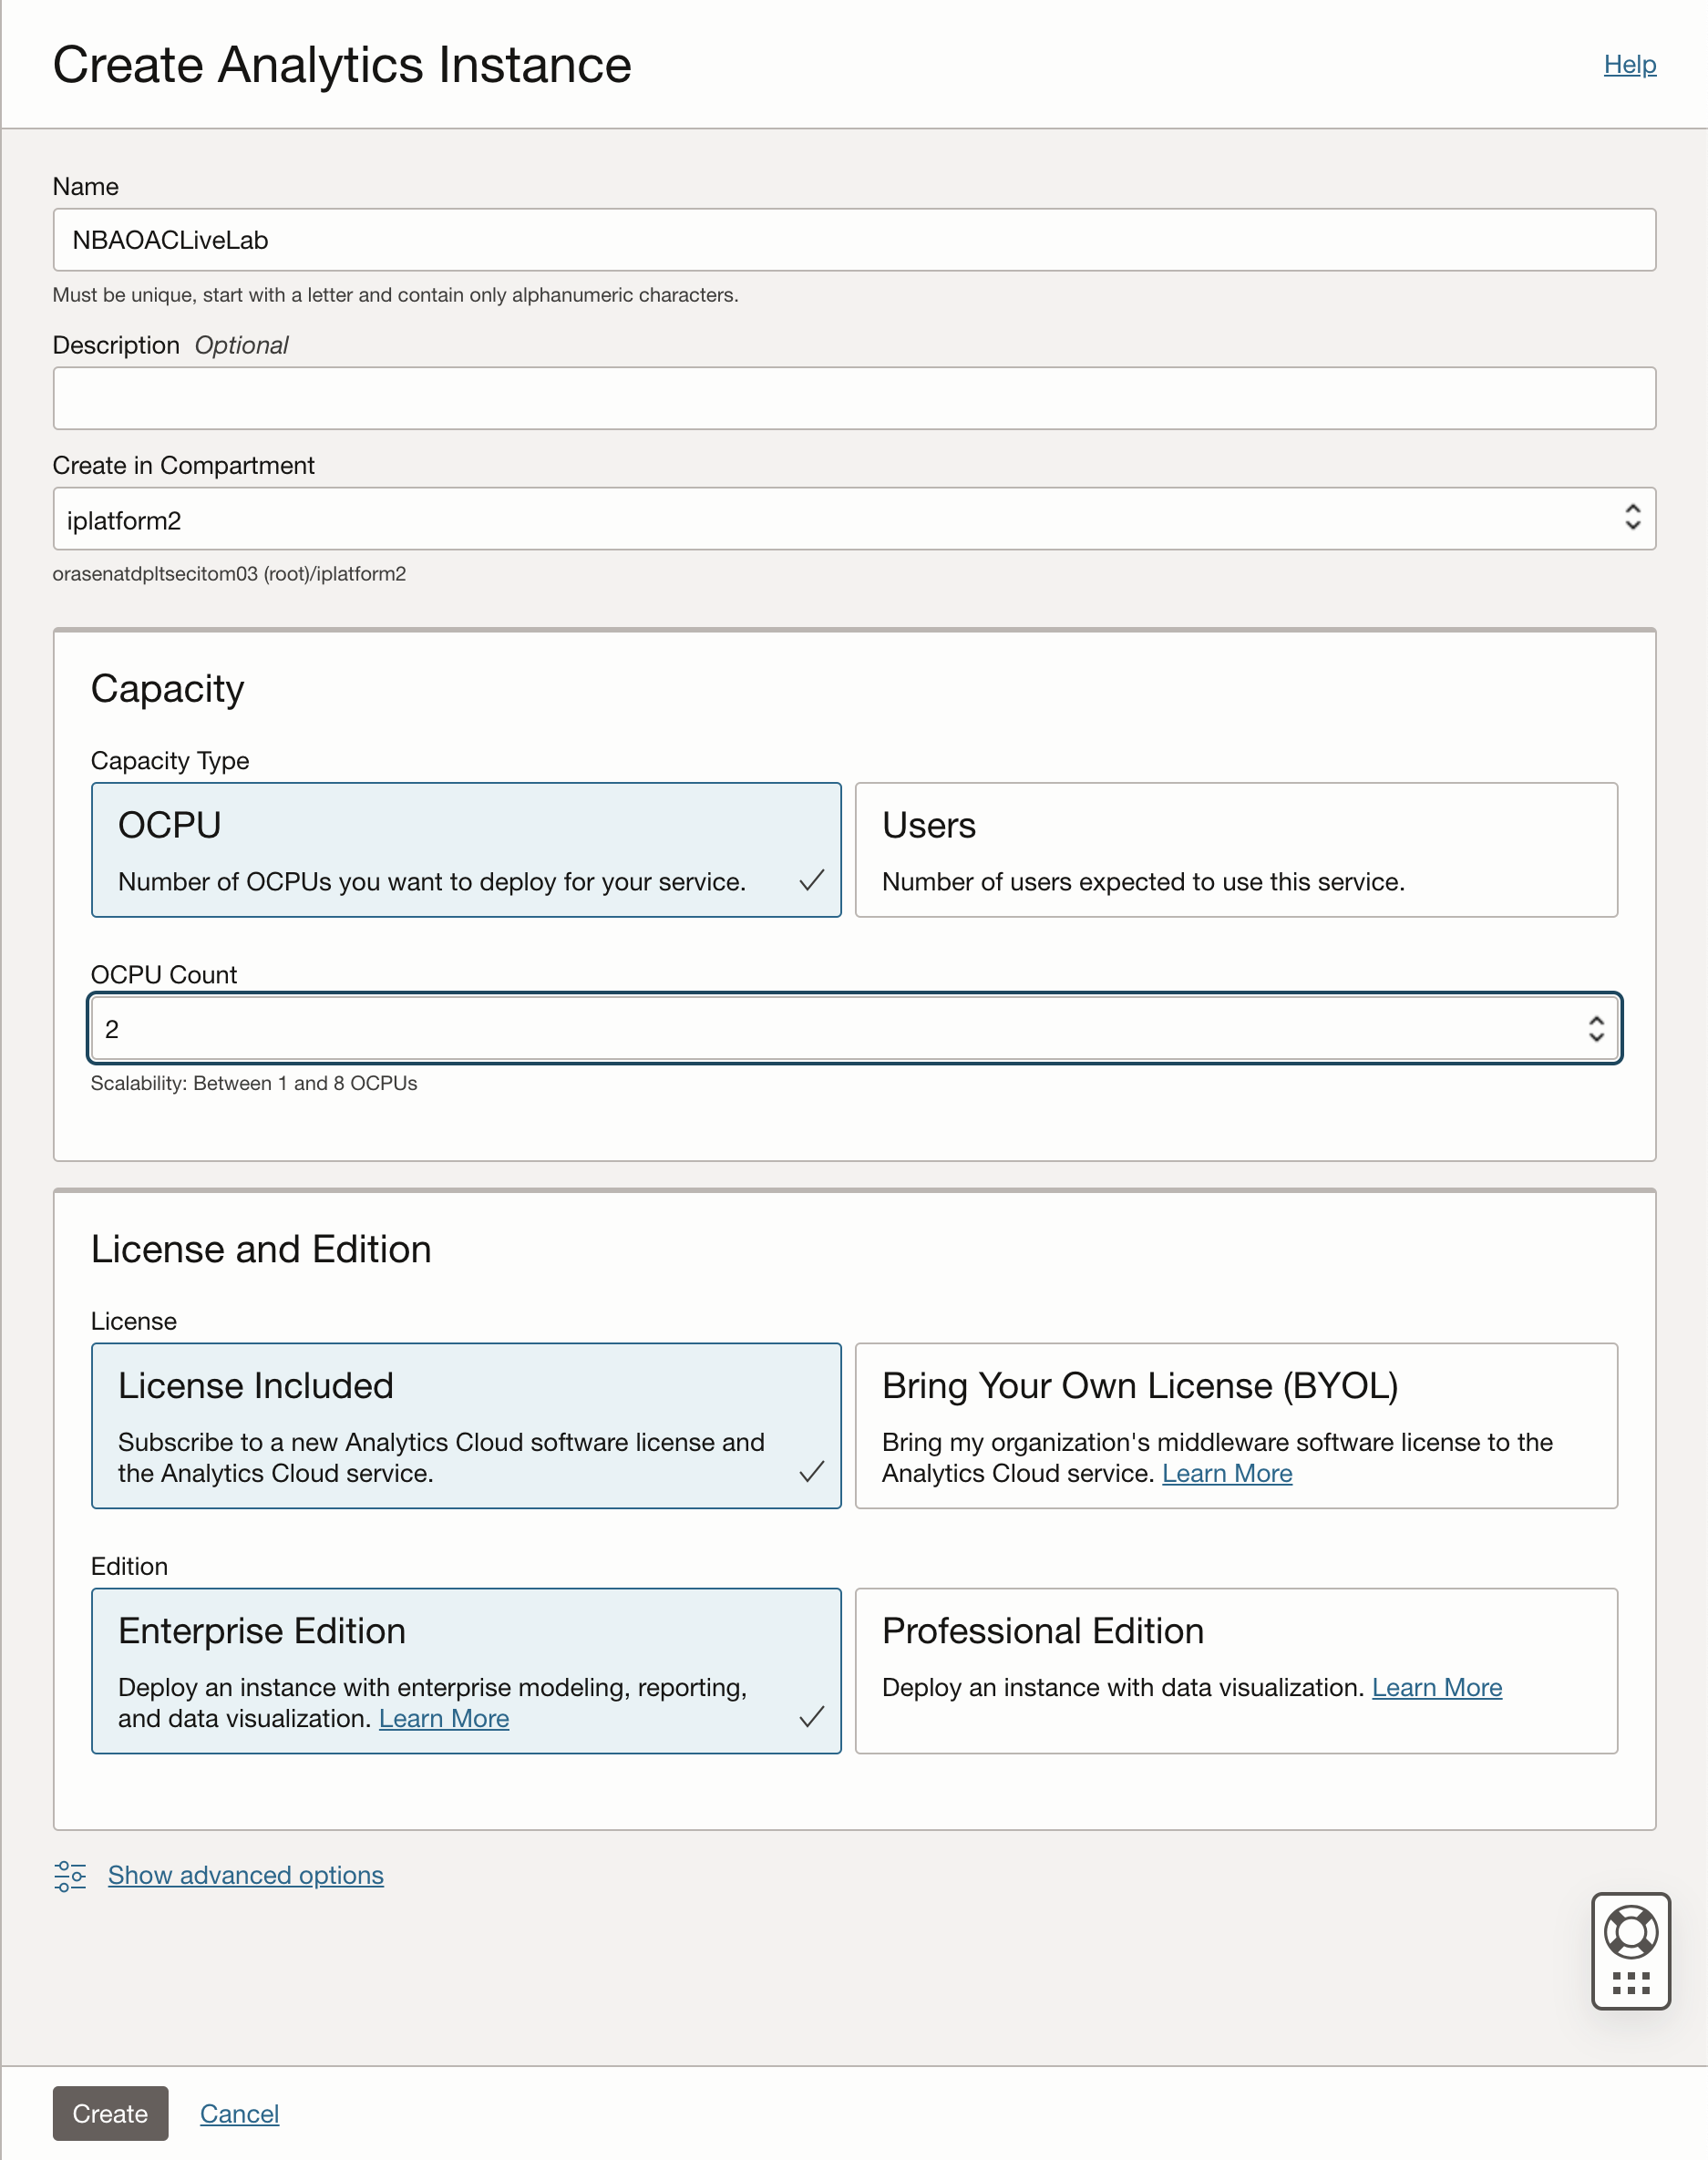 Create Analytics Instance
Help
Name
NBAOACLiveLab
Must be unique, start with a letter and contain only alphanumeric characters.
Description Optional
Create in Compartment
iplatform2
orasenatdpltsecitom03 (root)/iplatform2
Capacity
Capacity Type
OCPU
Number of OCPUs you want to deploy for your service.
Users
Number of users expected to use this service.
OCPU Count
2
Scalability: Between 1 and 8 OCPUs
License and Edition
License
License Included
Subscribe to a new Analytics Cloud software license and
the Analytics Cloud service.
Bring Your Own License (BYOL)
Bring my organization's middleware software license to the
Analytics Cloud service. Learn More
Edition
Enterprise Edition
Deploy an instance with enterprise modeling, reporting,
and data visualization. Learn More
Professional Edition
Deploy an instance with data visualization. Learn More
Show advanced options
Create
Cancel